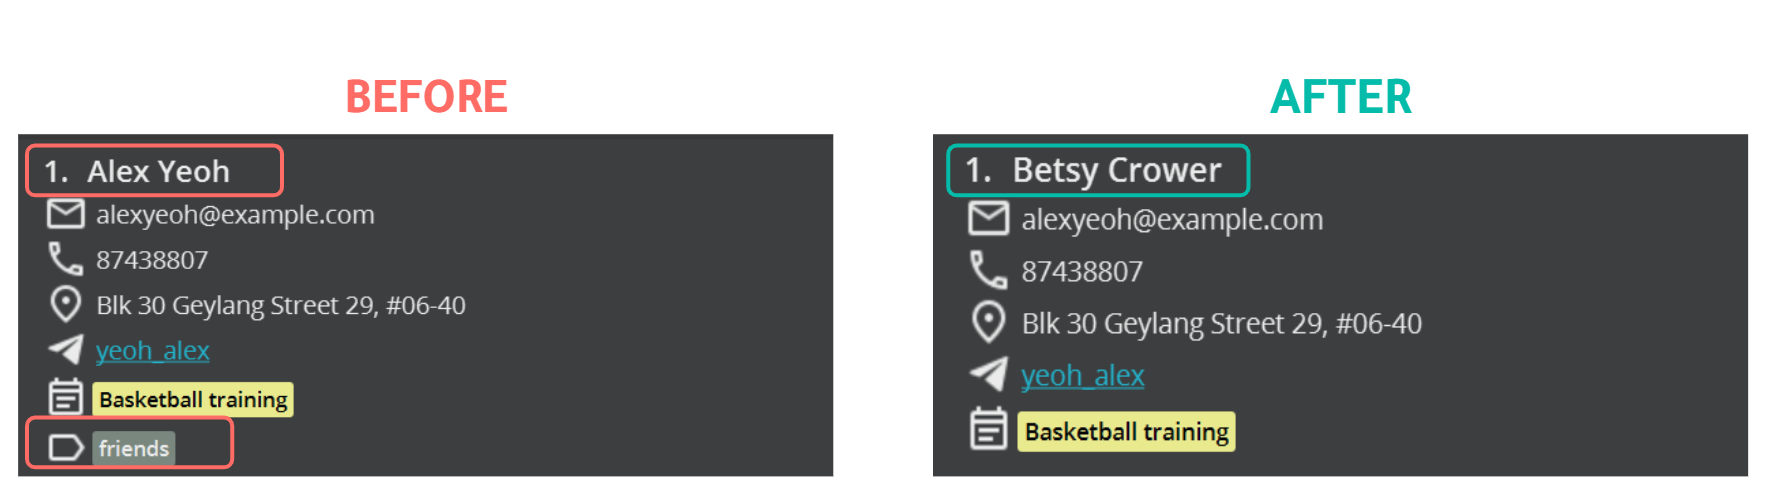 BEFORE
1. Alex Yeoh
alexyeoh@example.com
87438807
Blk 30 Geylang Street 29, #06-40
yeoh_alex
Basketball training
friends
AFTER
1. Betsy Crower
alexyeoh@example.com
87438807
Blk 30 Geylang Street 29, #06-40
yeoh_alex
Basketball training